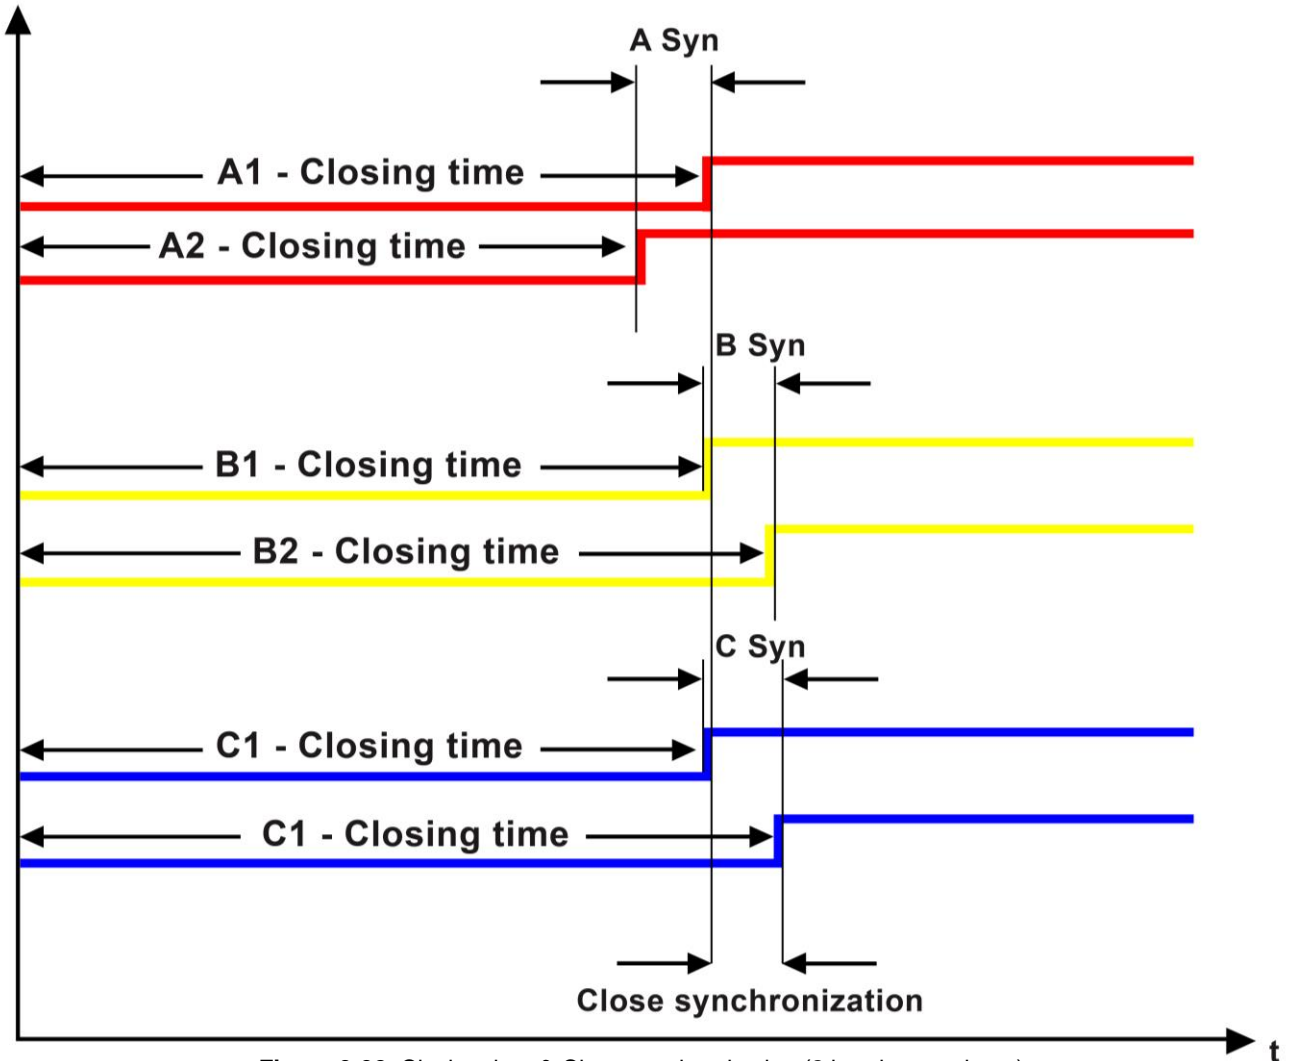 A Syn
A1 - Closing time
A2 - Closing time
B Syn
B1 - Closing time
B2 - Closing time
C Syn
C1 - Closing time
C1 - Closing time
Close synchronization
t